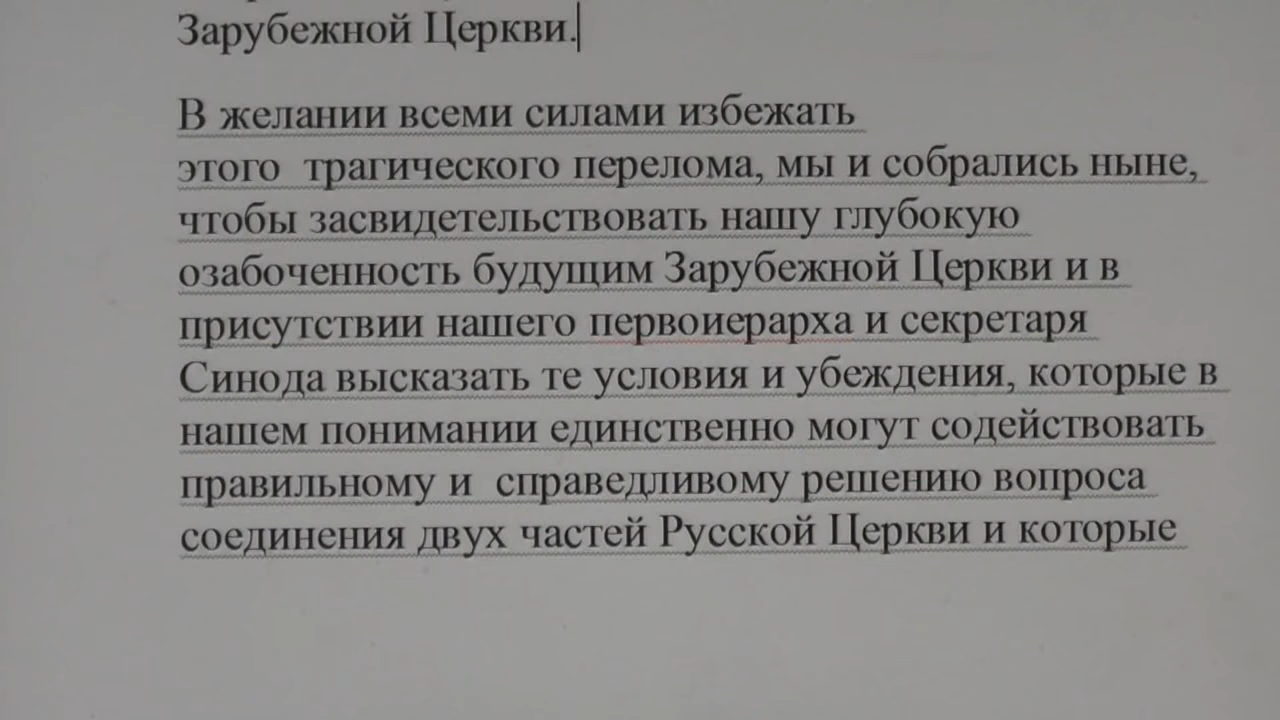 Зарубежной Церкви.
В желании всеми силами избежать
этого  трагического перелома, мы и собрались ныне,
чтобы засвидетельствовать нашу глубокую
озабоченность будущим Зарубежной Церкви и в
присутствии нашего первоиерарха и секретаря
Синода высказать те условия и убеждения, которые в
нашем понимании единственно могут содействовать
правильному и  справедливому решению вопроса
соединения двух частей Русской Церкви и которые